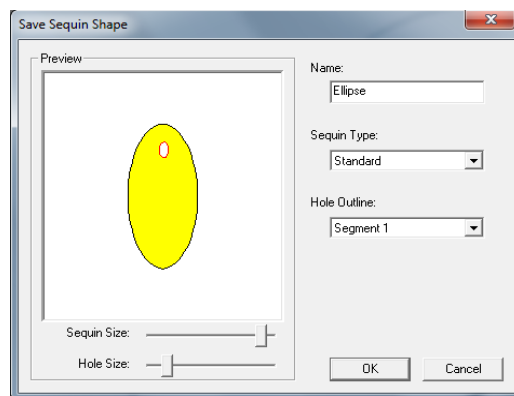 Save Sequin Shape
Preview
Sequin Size:
Hole Size:
Name:
Ellipse
Sequin Type:
Standard
Hole Outline:
Segment 1
OK
Cancel